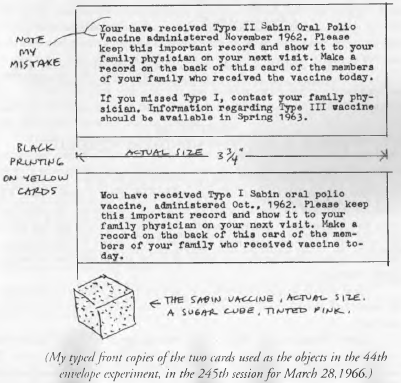 NOTE
MY
MISTAKE
Your have received Type II Sabin Oral Polio
Vaccine administered November 1962. Please
keep this important record and show it to your
family physician on your next visit. Make a
record on the back of this card of the members
of your family who received the vaccine today.
If you missed Type I, contact your family phy-
sician. Information regarding Type III waccine
should be available in Spring 1963.
BLACK
PRINTING
ON YELLOW
CARDS
ACTUAL SIZE 3 3/4"
Wou have received Type I Sabin oral polio
vaccine, administered Oct., 1962. Please keep
this important record and show it to your
family physician on your next visit. Make a
record on the back of this card of the mem-
bers of your family who received vaccine to-
day.
THE SABIN VACCINE, ACTUAL SIZE.
A SUGAR CUBE, TINTED PINK.
(My typed front copies of the two cards used as the objects in the 44th
envelope experiment, in the 245th session for March 28,1966.)